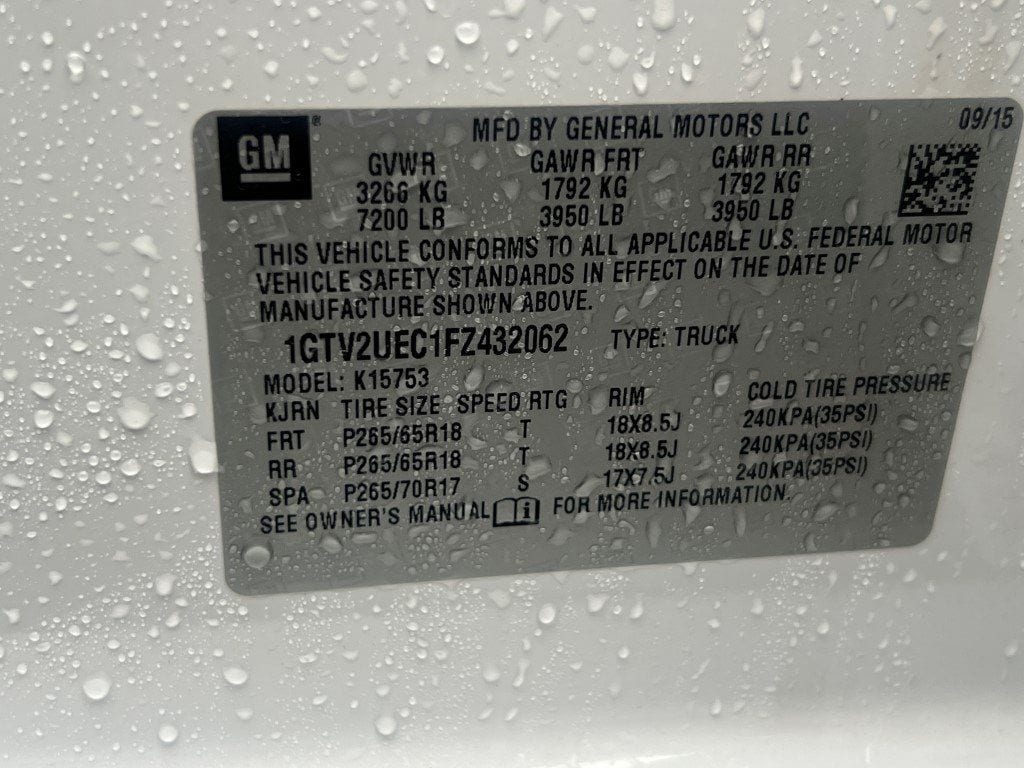 GM® MFD BY GENERAL MOTORS LLC 09/15
GVWR GAWR FRT GAWR RR
3266 KG 1792 KG 1792 KG
7200 LB 3950 LB 3950 LB
THIS VEHICLE CONFORMS TO ALL APPLICABLE U.S. FEDERAL MOTOR
VEHICLE SAFETY STANDARDS IN EFFECT ON THE DATE OF
MANUFACTURE SHOWN ABOVE.
1GTV2UEC1FZ432062 TYPE: TRUCK
MODEL: K15753
KJRN TIRE SIZE SPEED RTG RIM COLD TIRE PRESSURE
FRT P265/65R18 T 18X8.5J 240KPA(35PSI)
RR P265/65R18 T 18X8.5J 240KPA(35PSI)
SPA P265/70R17 S 17X7.5J 240KPA(35PSI)
SEE OWNER'S MANUAL FOR MORE INFORMATION.